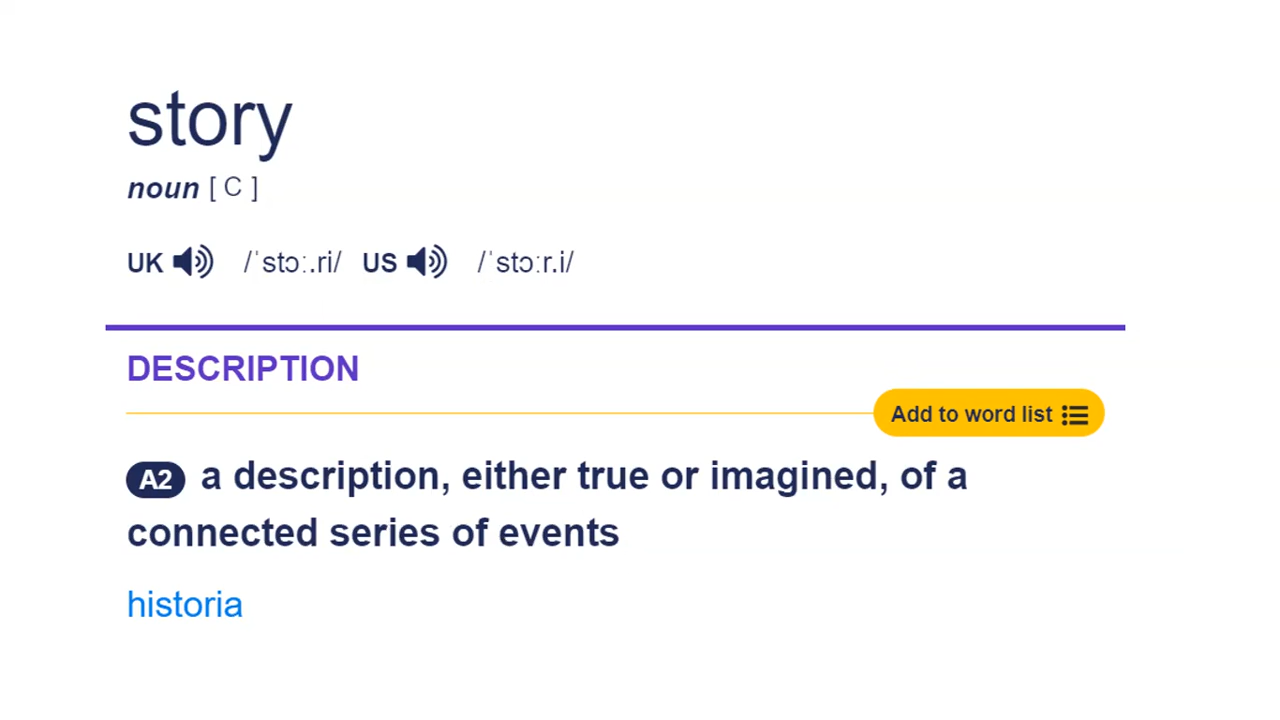 story
noun [ C ]
UK /ˈstɔː.ri/ US /ˈstɔːr.i/
DESCRIPTION
Add to word list
A2 a description, either true or imagined, of a
connected series of events
historia